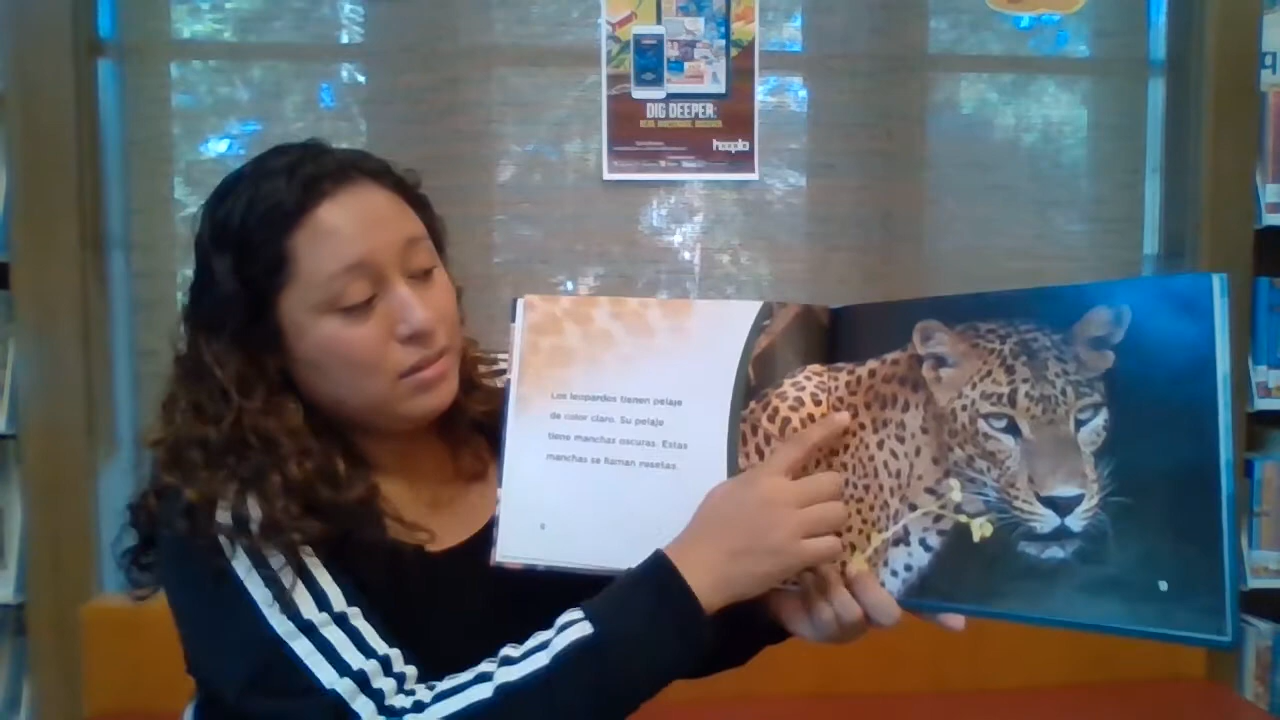 DIG DEEPER:
hoopla
Los leopardos tienen pelaje
de color claro. Su pelaje
tiene manchas oscuras. Estas
manchas se llaman rosetas.